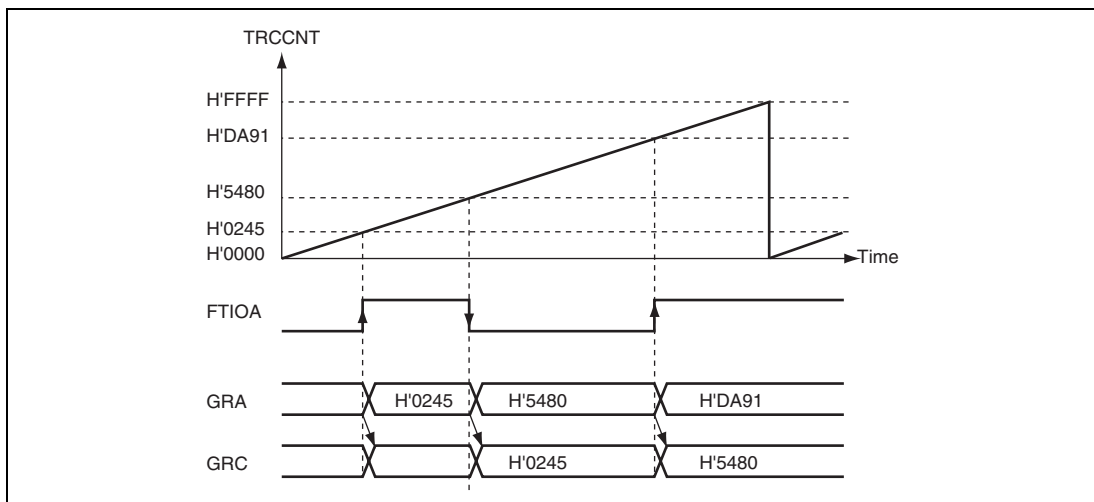 TRCCNT
H'FFFF
H'DA91
H'5480
H'0245
H'0000
Time
FTIOA
GRA H'0245 H'5480 H'DA91
GRC H'0245 H'5480